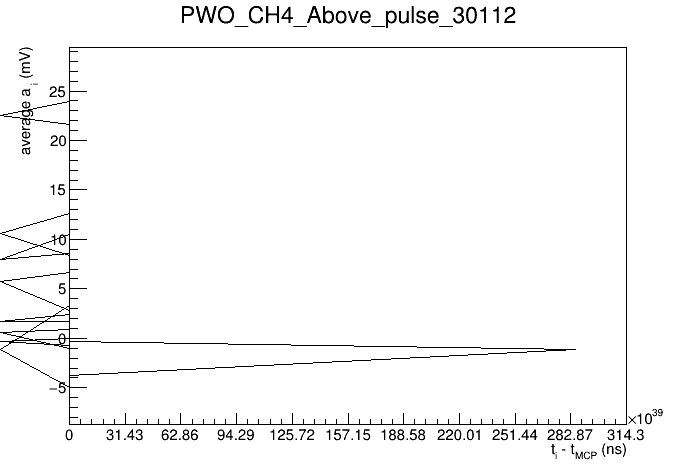 PWO_CH4_Above_pulse_30112
average a i (mV)
25
20
15
10
5
0
−5
0 31.43 62.86 94.29 125.72 157.15 188.58 220.01 251.44 282.87 314.3
×10^39
t_i - t_MCP (ns)